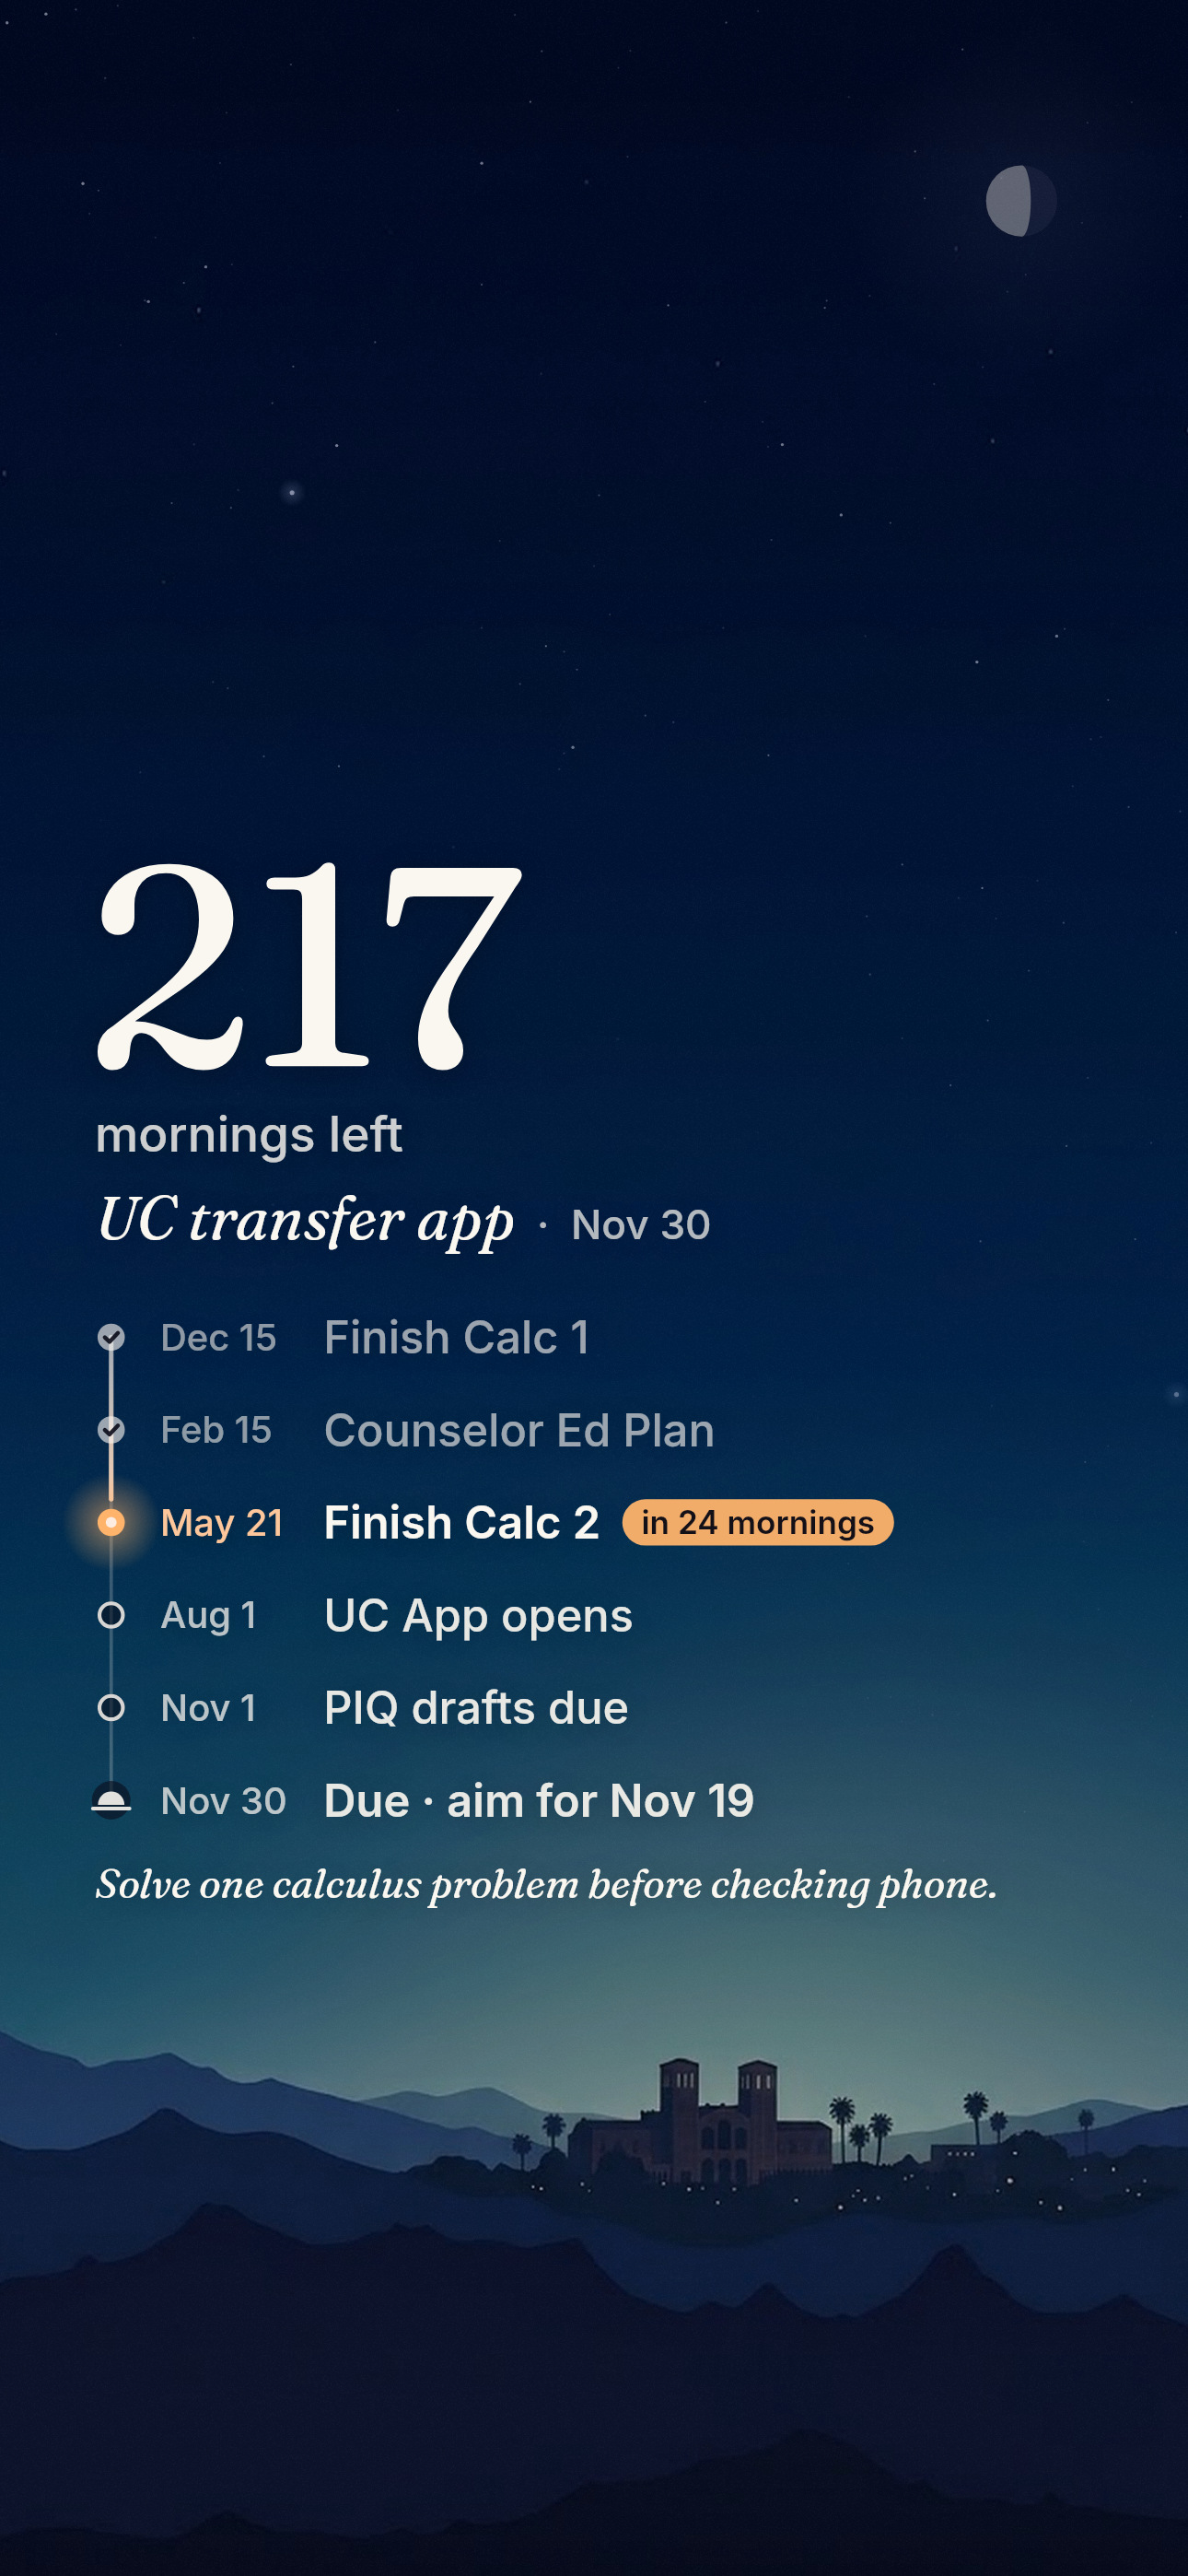 217
mornings left
UC transfer app · Nov 30
Dec 15 Finish Calc 1
Feb 15 Counselor Ed Plan
May 21 Finish Calc 2 in 24 mornings
Aug 1 UC App opens
Nov 1 PIQ drafts due
Nov 30 Due · aim for Nov 19
Solve one calculus problem before checking phone.